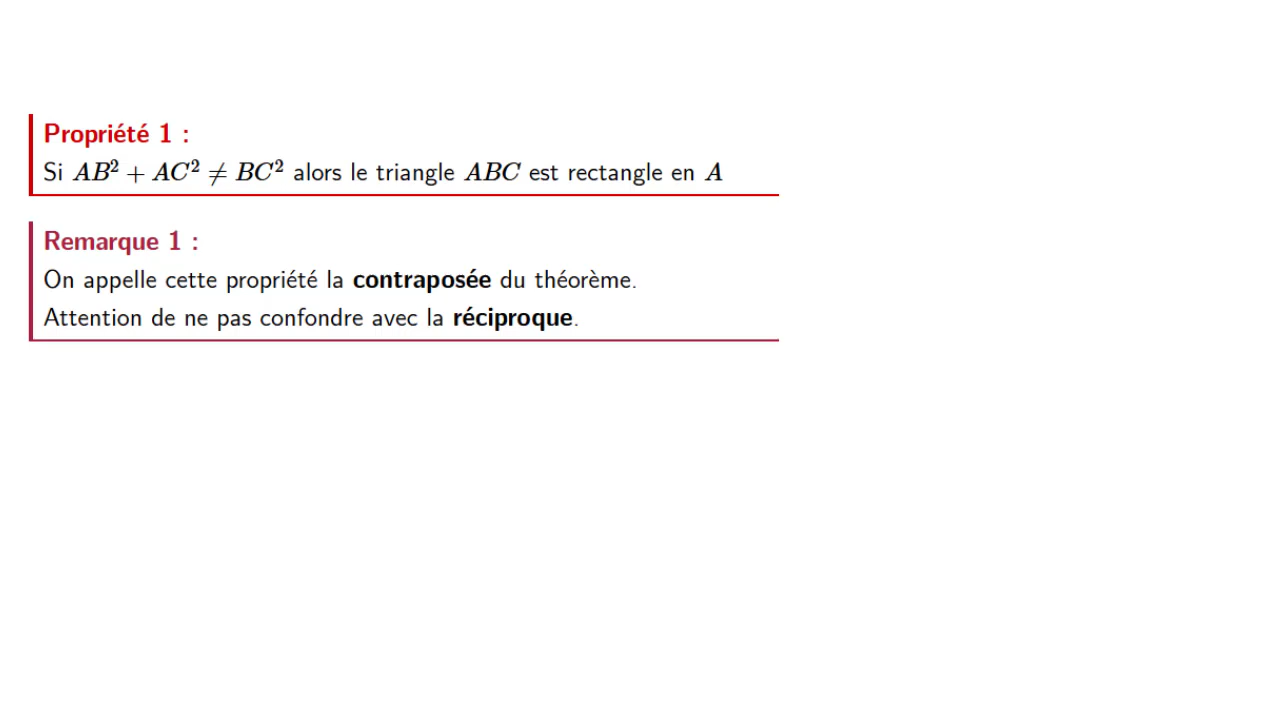 Propriété 1 :
Si AB² + AC² ≠ BC² alors le triangle ABC est rectangle en A
Remarque 1 :
On appelle cette propriété la contraposée du théorème.
Attention de ne pas confondre avec la réciproque.